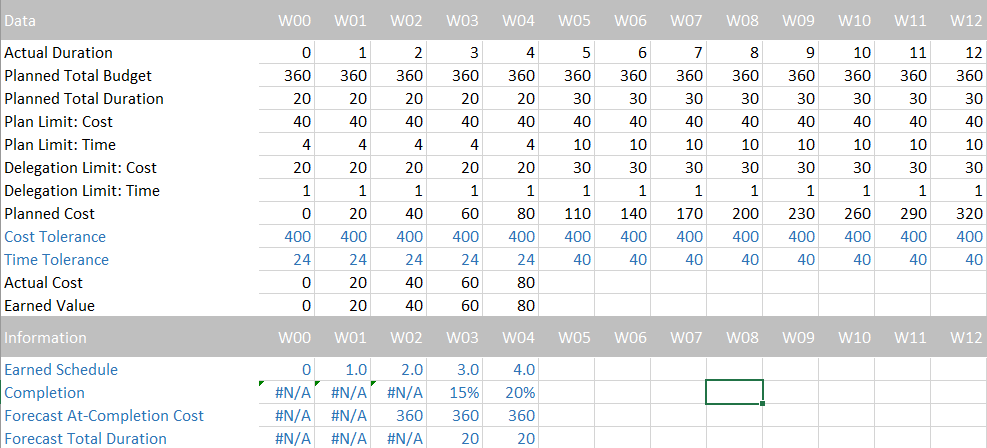 Data W00 W01 W02 W03 W04 W05 W06 W07 W08 W09 W10 W11 W12
Actual Duration 0 1 2 3 4 5 6 7 8 9 10 11 12
Planned Total Budget 360 360 360 360 360 360 360 360 360 360 360 360 360
Planned Total Duration 20 20 20 20 20 30 30 30 30 30 30 30 30
Plan Limit: Cost 40 40 40 40 40 40 40 40 40 40 40 40 40
Plan Limit: Time 4 4 4 4 4 10 10 10 10 10 10 10 10
Delegation Limit: Cost 20 20 20 20 20 30 30 30 30 30 30 30 30
Delegation Limit: Time 1 1 1 1 1 1 1 1 1 1 1 1 1
Planned Cost 0 20 40 60 80 110 140 170 200 230 260 290 320
Cost Tolerance 400 400 400 400 400 400 400 400 400 400 400 400 400
Time Tolerance 24 24 24 24 24 40 40 40 40 40 40 40 40
Actual Cost 0 20 40 60 80
Earned Value 0 20 40 60 80
Information W00 W01 W02 W03 W04 W05 W06 W07 W08 W09 W10 W11 W12
Earned Schedule 0 1.0 2.0 3.0 4.0
Completion #N/A #N/A #N/A 15% 20%
Forecast At-Completion Cost #N/A #N/A 360 360 360
Forecast Total Duration #N/A #N/A #N/A 20 20